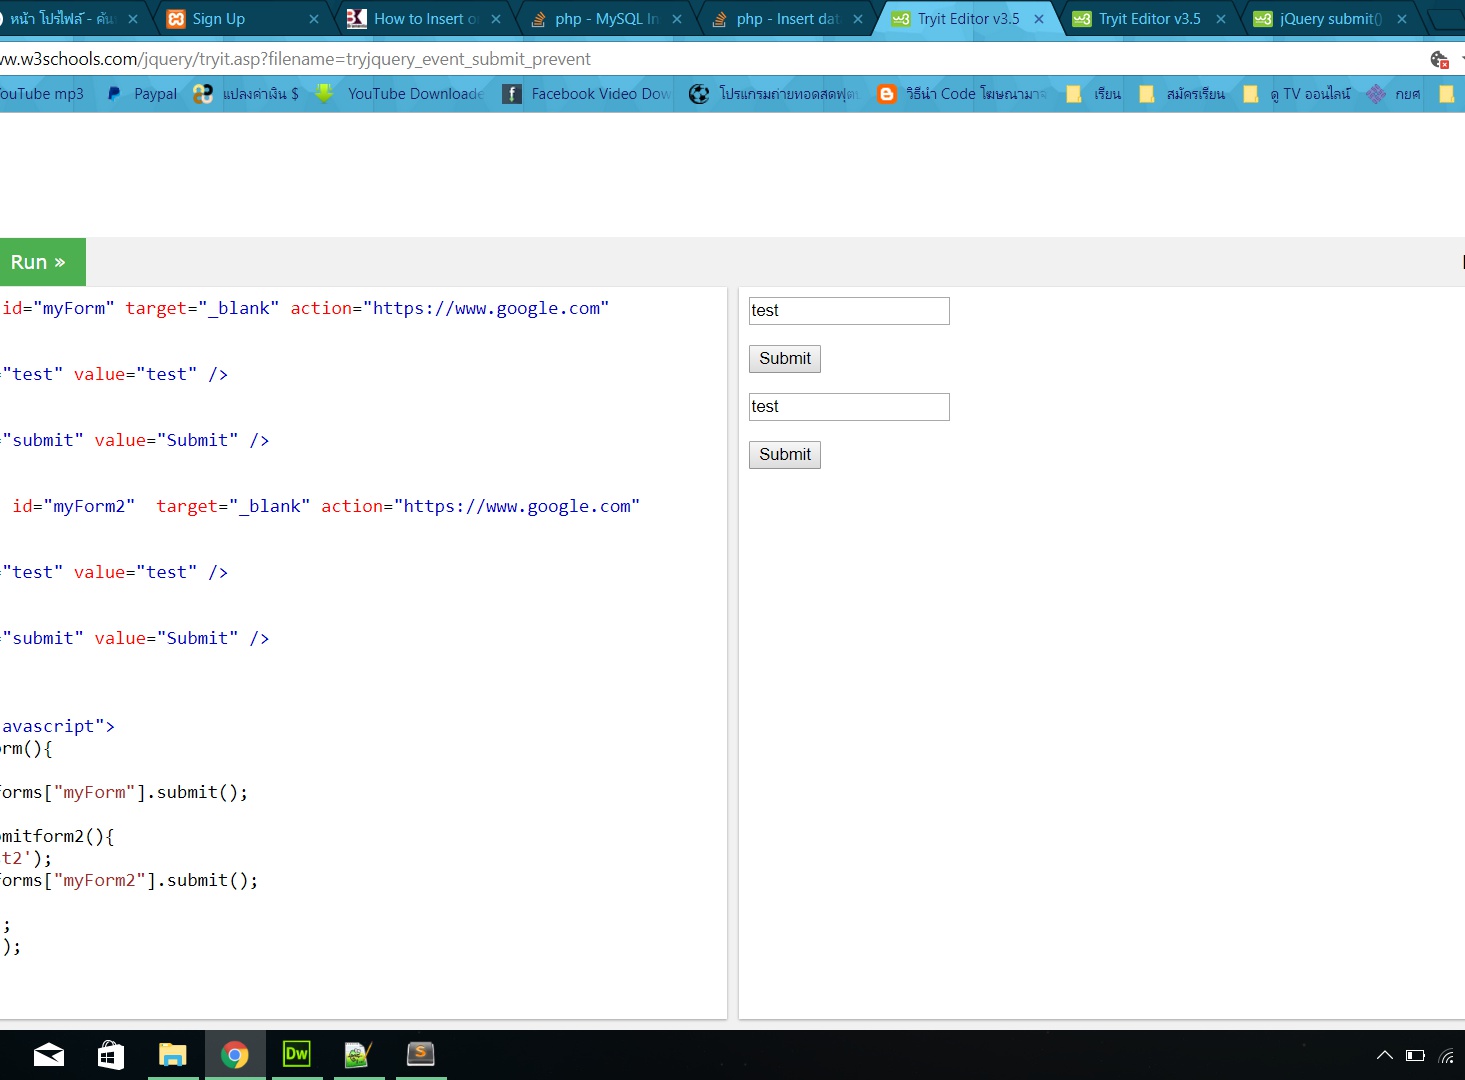 หน้า โปรไฟล์ - ค้น
Sign Up
How to Insert o
php - MySQL In
php - Insert dat
Tryit Editor v3.5
Tryit Editor v3.5
jQuery submit()
w.w3schools.com/jquery/tryit.asp?filename=tryjquery_event_submit_prevent
ouTube mp3
Paypal
แปลงค่าเงิน $
YouTube Downloade
Facebook Video Dow
โปรแกรมถ่ายทอดสดฟุต
วิธีนำ Code โฆษณามา
เรียน
สมัครเรียน
ดู TV ออนไลน์
กยศ
Run »
id="myForm" target="_blank" action="https://www.google.com"
"test" value="test" />
"submit" value="Submit" />
id="myForm2"  target="_blank" action="https://www.google.com"
"test" value="test" />
"submit" value="Submit" />
avascript">
rm(){
orms["myForm"].submit();
mitform2(){
t2');
orms["myForm2"].submit();
;
);
test
Submit
test
Submit
Dw
S